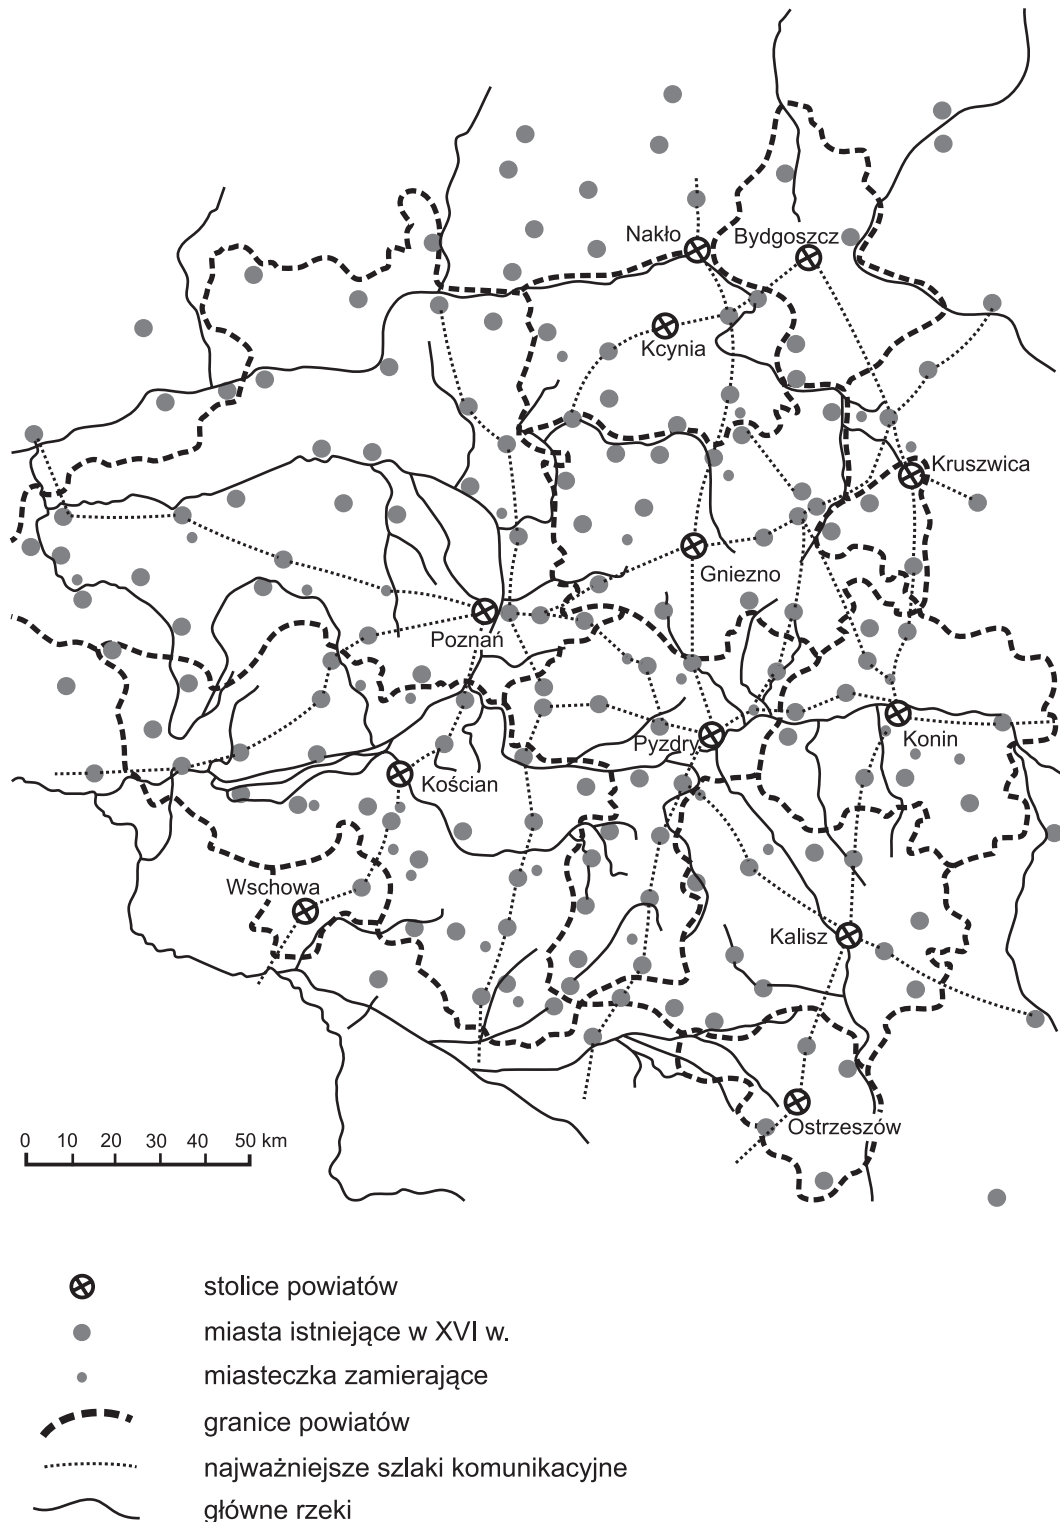 Nakło
Bydgoszcz
Kcynia
Kruszwica
Gniezno
Poznań
Pyzdry
Konin
Kościan
Wschowa
Kalisz
Ostrzeszów
0 10 20 30 40 50 km
stolice powiatów
miasta istniejące w XVI w.
miasteczka zamierające
granice powiatów
najważniejsze szlaki komunikacyjne
główne rzeki